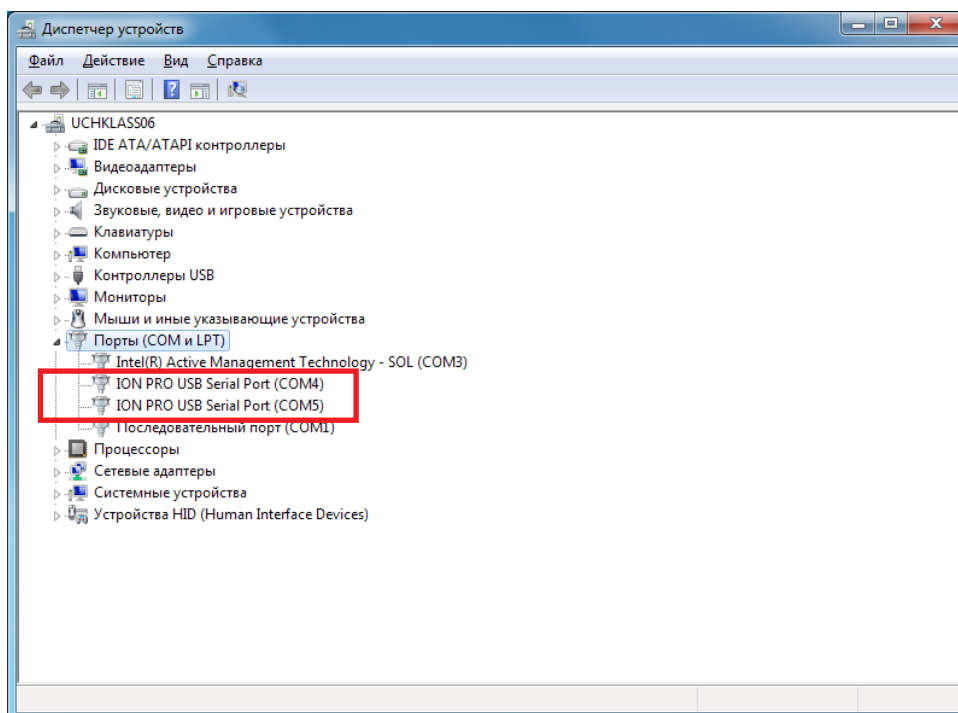 Диспетчер устройств
Файл Действие Вид Справка
UCHKLASS06
IDE ATA/ATAPI контроллеры
Видеоадаптеры
Дисковые устройства
Звуковые, видео и игровые устройства
Клавиатуры
Компьютер
Контроллеры USB
Мониторы
Мыши и иные указывающие устройства
Порты (COM и LPT)
Intel(R) Active Management Technology - SOL (COM3)
ION PRO USB Serial Port (COM4)
ION PRO USB Serial Port (COM5)
Последовательный порт (COM1)
Процессоры
Сетевые адаптеры
Системные устройства
Устройства HID (Human Interface Devices)